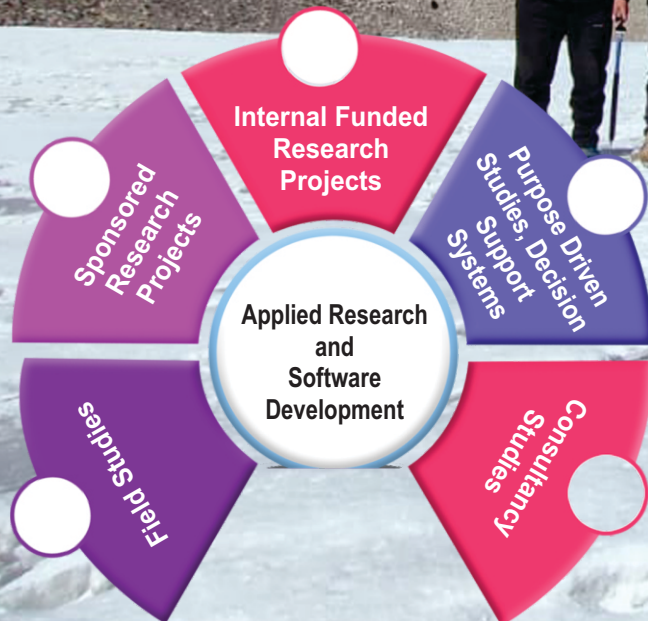 Internal Funded
Research
Projects
Sponsored
Research
Projects
Purpose Driven
Studies, Decision
Support
Systems
Applied Research
and
Software
Development
Field Studies
Consultancy
Studies